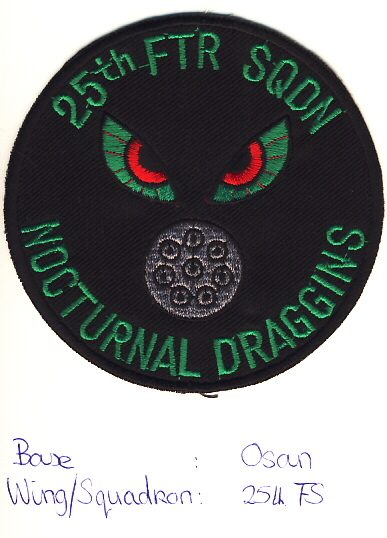 25th FTR SQDN
NOCTURNAL DRAGGINS
Base : Osan
Wing/Squadron: 25th FS